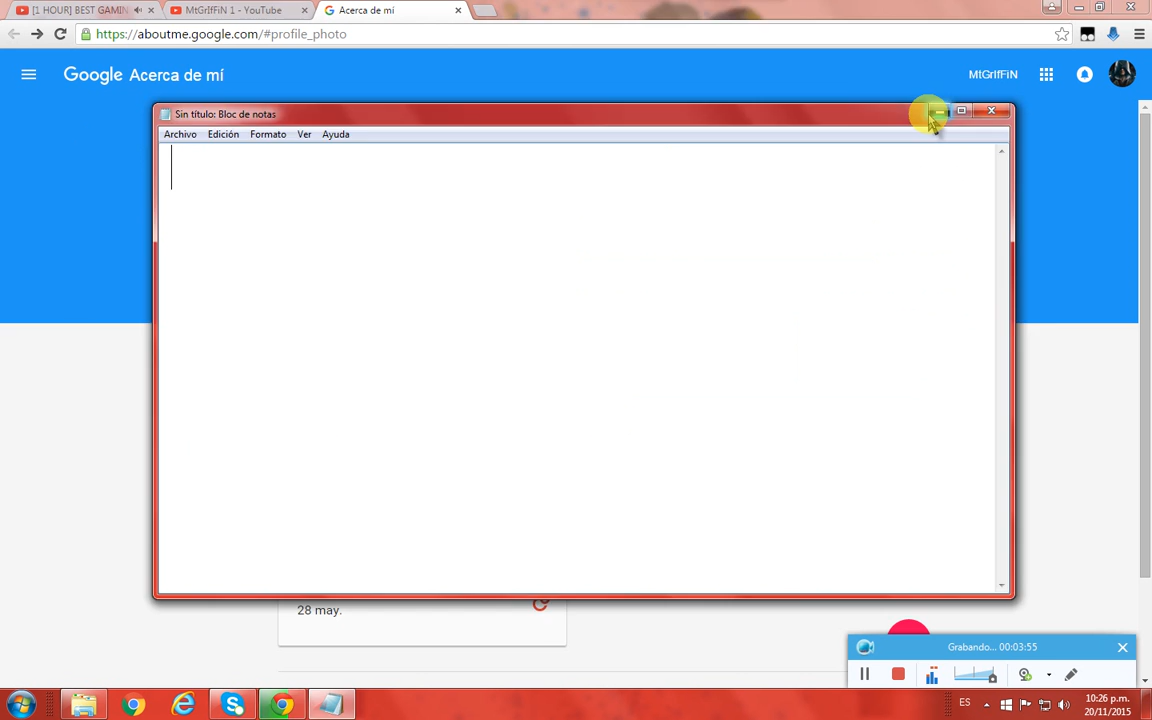 [1 HOUR] BEST GAMIN
MtGrIfFiN 1 - YouTube
Acerca de mí
https://aboutme.google.com/#profile_photo
Google Acerca de mí
MtGrIfFiN
Sin título: Bloc de notas
Archivo Edición Formato Ver Ayuda
28 may.
Grabando... 00:03:55
ES
10:26 p.m.
20/11/2015